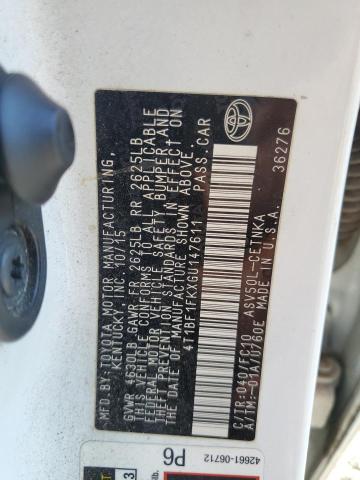 MFD. BY: TOYOTA MOTOR MANUFACTURING,
KENTUCKY, INC. 10/15
GVWR 4630LB GAWR FR 2625LB RR 2625LB
THIS VEHICLE CONFORMS TO ALL APPLICABLE
FEDERAL MOTOR VEHICLE SAFETY, BUMPER, AND
THEFT PREVENTION STANDARDS IN EFFECT ON
THE DATE OF MANUFACTURE SHOWN ABOVE.
4T1BF1FKXGU147611 PASS. CAR
C/TR: 040/FC10 ASV50L-CETNKA
A/TM: -01A/U760E MADE IN U.S.A.
36276
42661-06712
P6